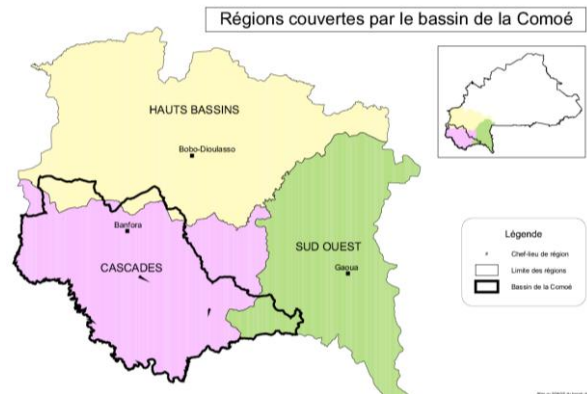 Régions couvertes par le bassin de la Comoé
HAUTS BASSINS
Bobo-Dioulasso
Banfora
CASCADES
SUD OUEST
Gaoua
Légende
Chef-lieu de région
Limite des régions
Bassin de la Comoé